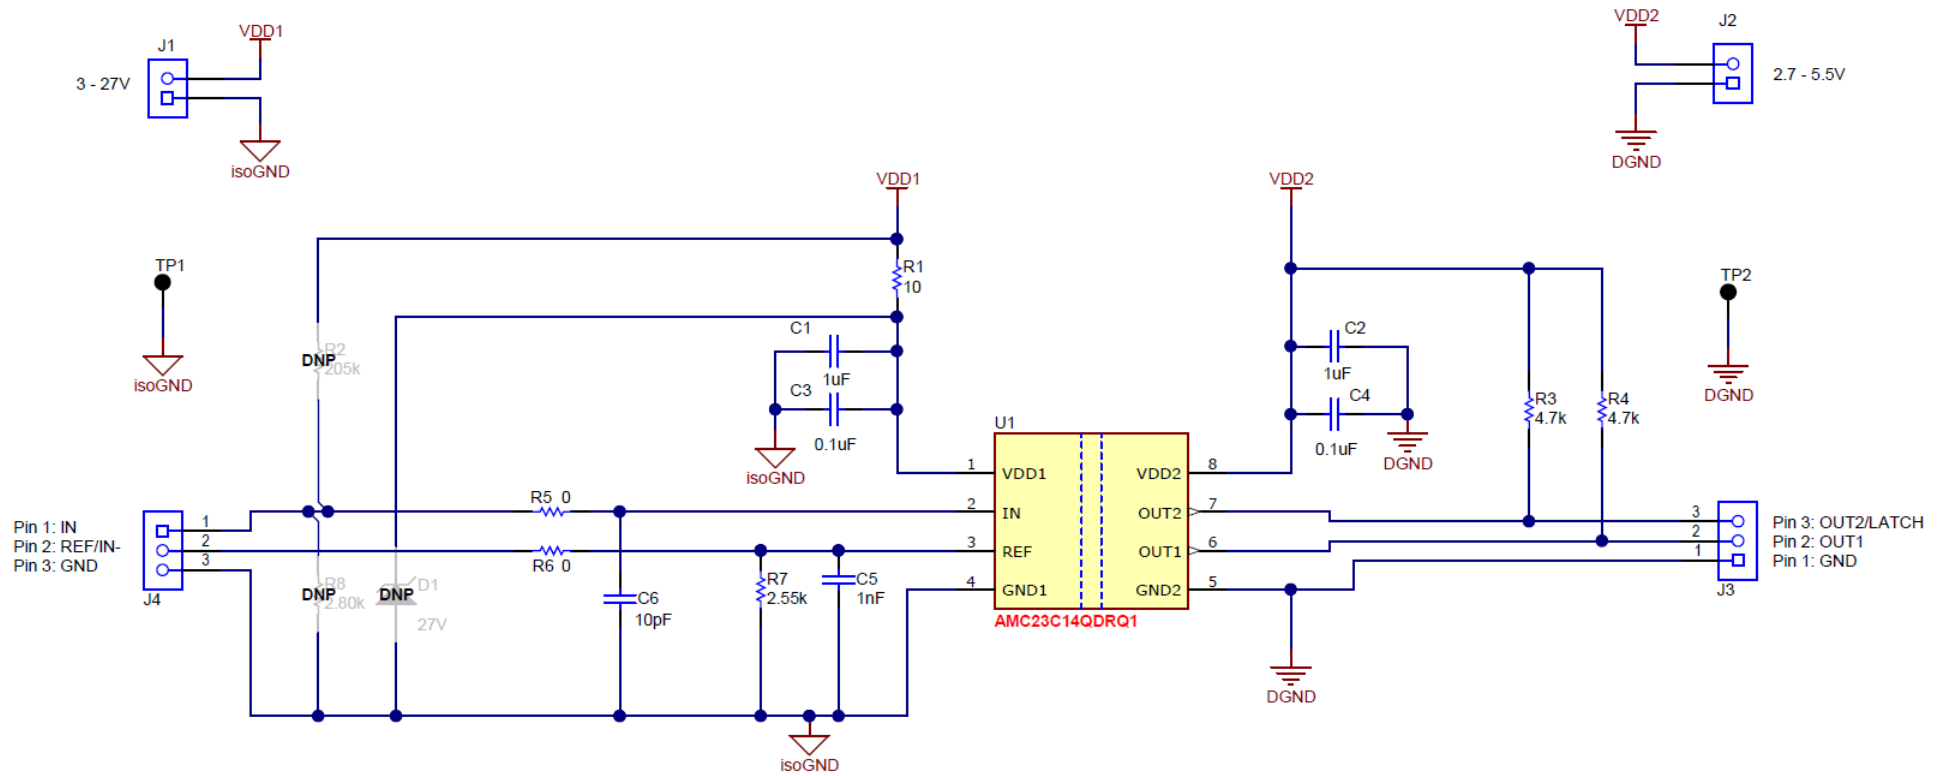 VDD1
J1
3 - 27V
isoGND
VDD2
J2
2.7 - 5.5V
DGND
TP1
isoGND
VDD1
R1
10
C1
1uF
C3
0.1uF
isoGND
DNP
R2
205k
VDD2
C2
1uF
C4
0.1uF
DGND
R3
4.7k
R4
4.7k
TP2
DGND
Pin 1: IN
Pin 2: REF/IN-
Pin 3: GND
1
2
3
J4
R5 0
R6 0
DNP
R8
2.80k
DNP
D1
27V
C6
10pF
R7
2.55k
C5
1nF
isoGND
U1
1
VDD1
2
IN
3
REF
4
GND1
VDD2
8
OUT2
7
OUT1
6
GND2
5
AMC23C14QDRQ1
DGND
3
2
1
J3
Pin 3: OUT2/LATCH
Pin 2: OUT1
Pin 1: GND